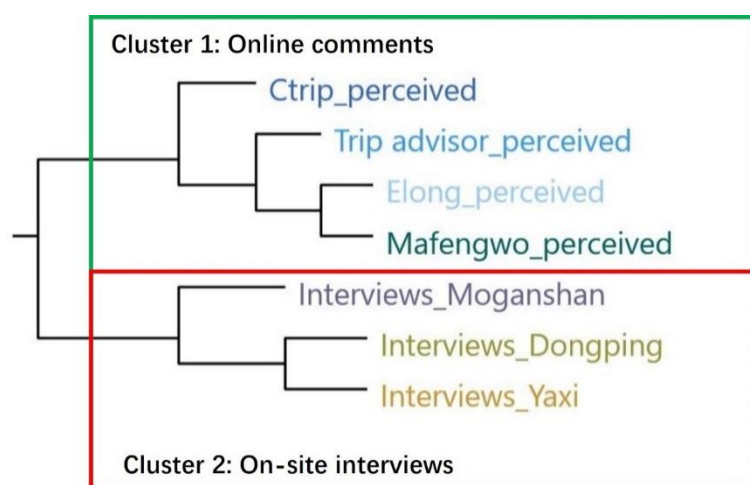 Cluster 1: Online comments
Ctrip_perceived
Trip advisor_perceived
Elong_perceived
Mafengwo_perceived
Interviews_Moganshan
Interviews_Dongping
Interviews_Yaxi
Cluster 2: On-site interviews